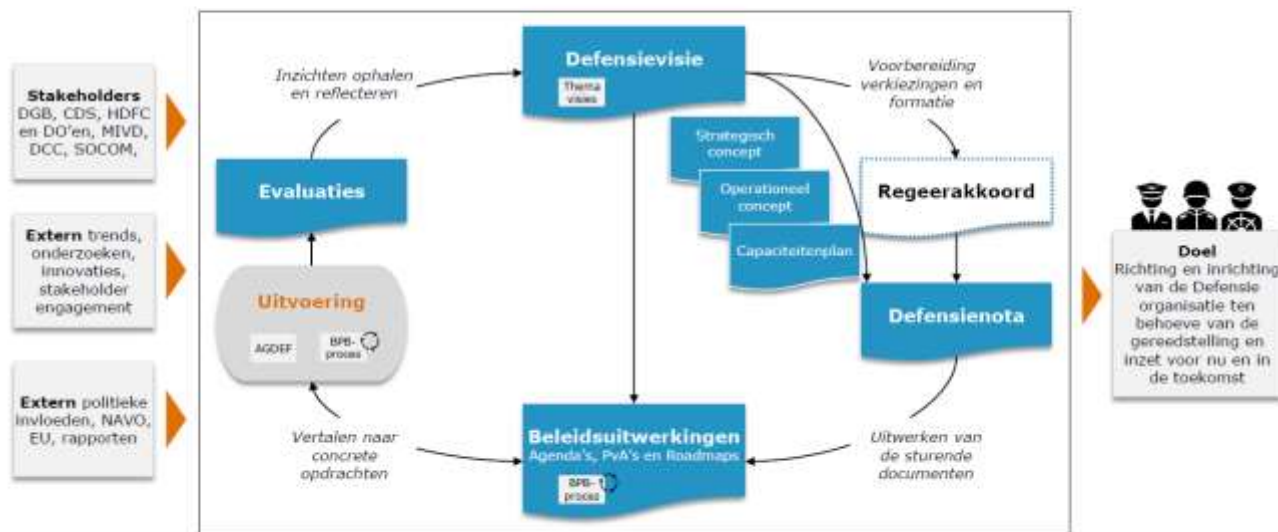 Stakeholders
DGB, CDS, HDFC
en DO'en, MIVD,
DCC, SOCOM,
Extern trends,
onderzoeken,
innovaties,
stakeholder
engagement
Extern politieke
invloeden, NAVO,
EU, rapporten
Inzichten ophalen
en reflecteren
Defensievisie
Thema
visies
Voorbereiding
verkiezingen en
formatie
Evaluaties
Strategisch
concept
Operationeel
concept
Capaciteitenplan
Regeerakkoord
Uitvoering
AGDEF
BPB-
proces
Defensienota
Vertalen naar
concrete
opdrachten
Beleidsuitwerkingen
Agenda's, PvA's en Roadmaps
BPB-
proces
Uitwerken van
de sturende
documenten
Doel
Richting en inrichting
van de Defensie
organisatie ten
behoeve van de
gereedstelling en
inzet voor nu en in
de toekomst